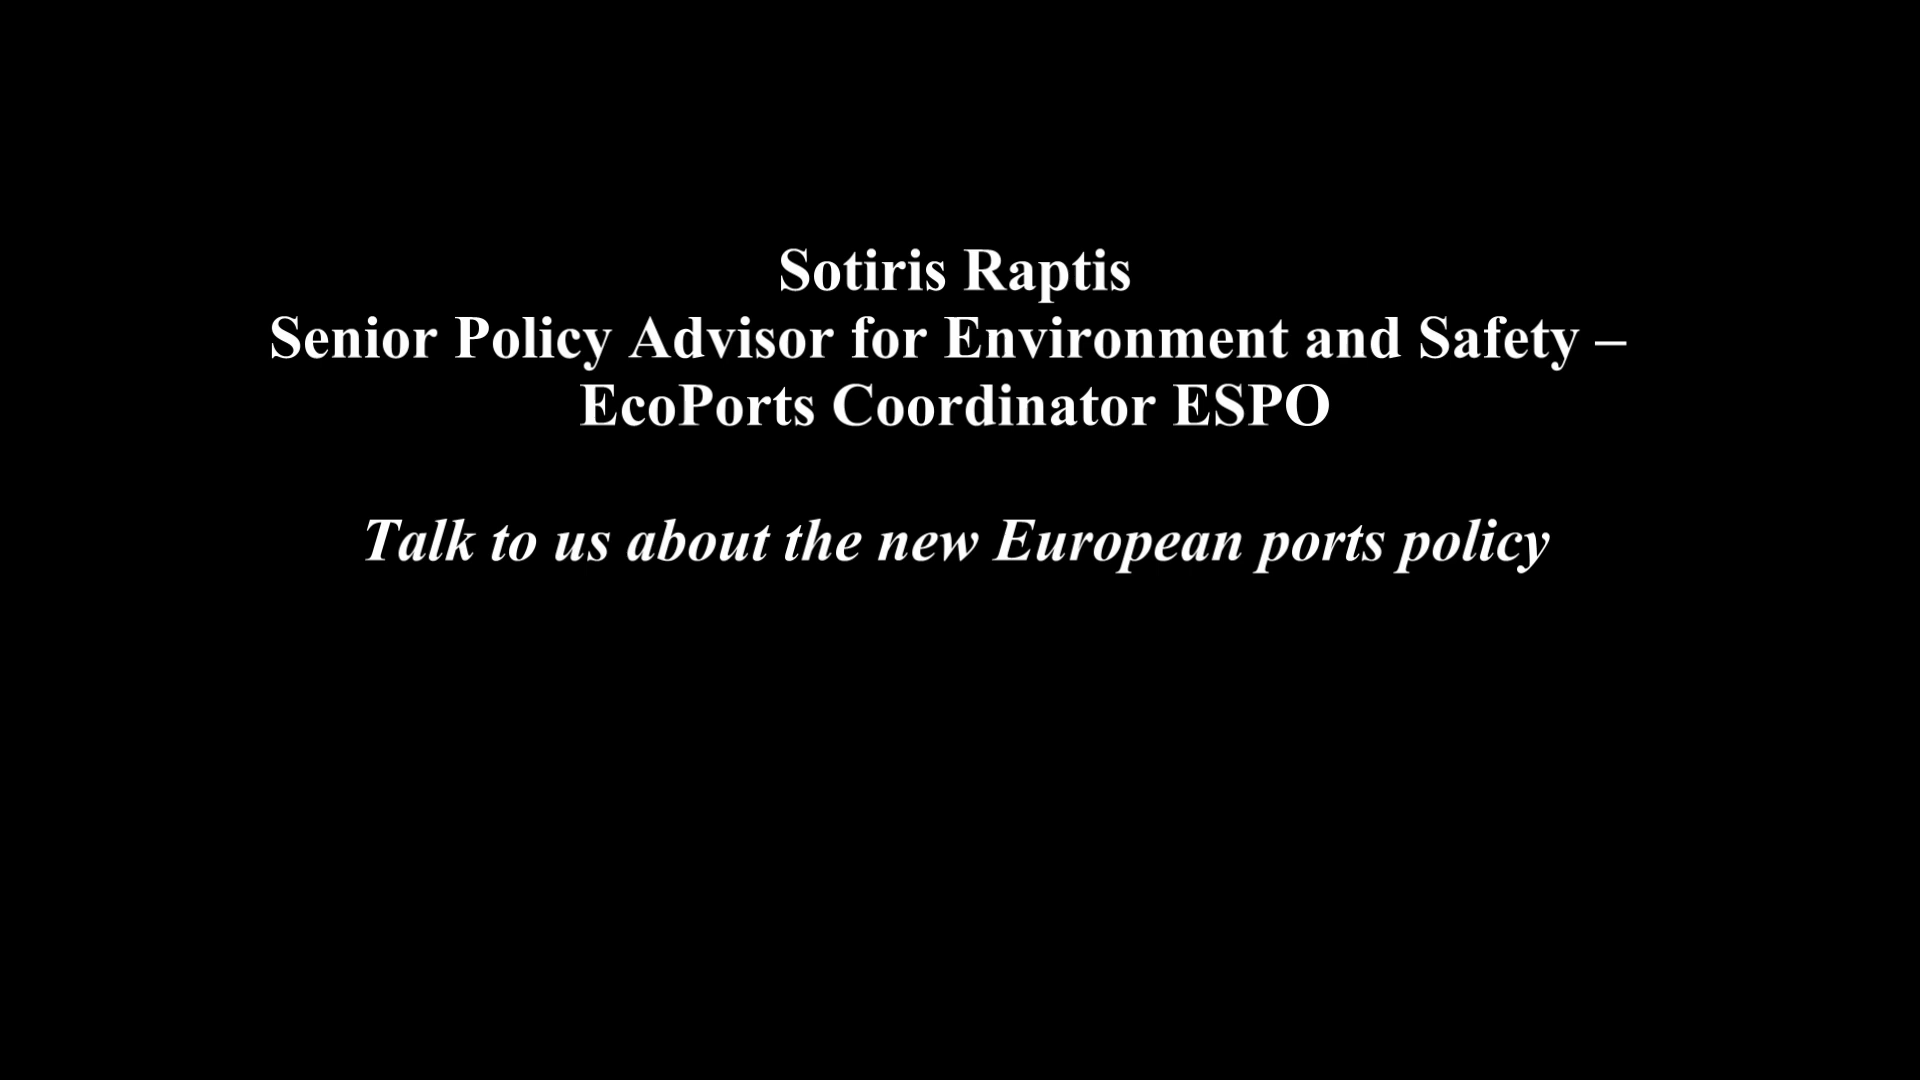 Sotiris Raptis
Senior Policy Advisor for Environment and Safety –
EcoPorts Coordinator ESPO
Talk to us about the new European ports policy